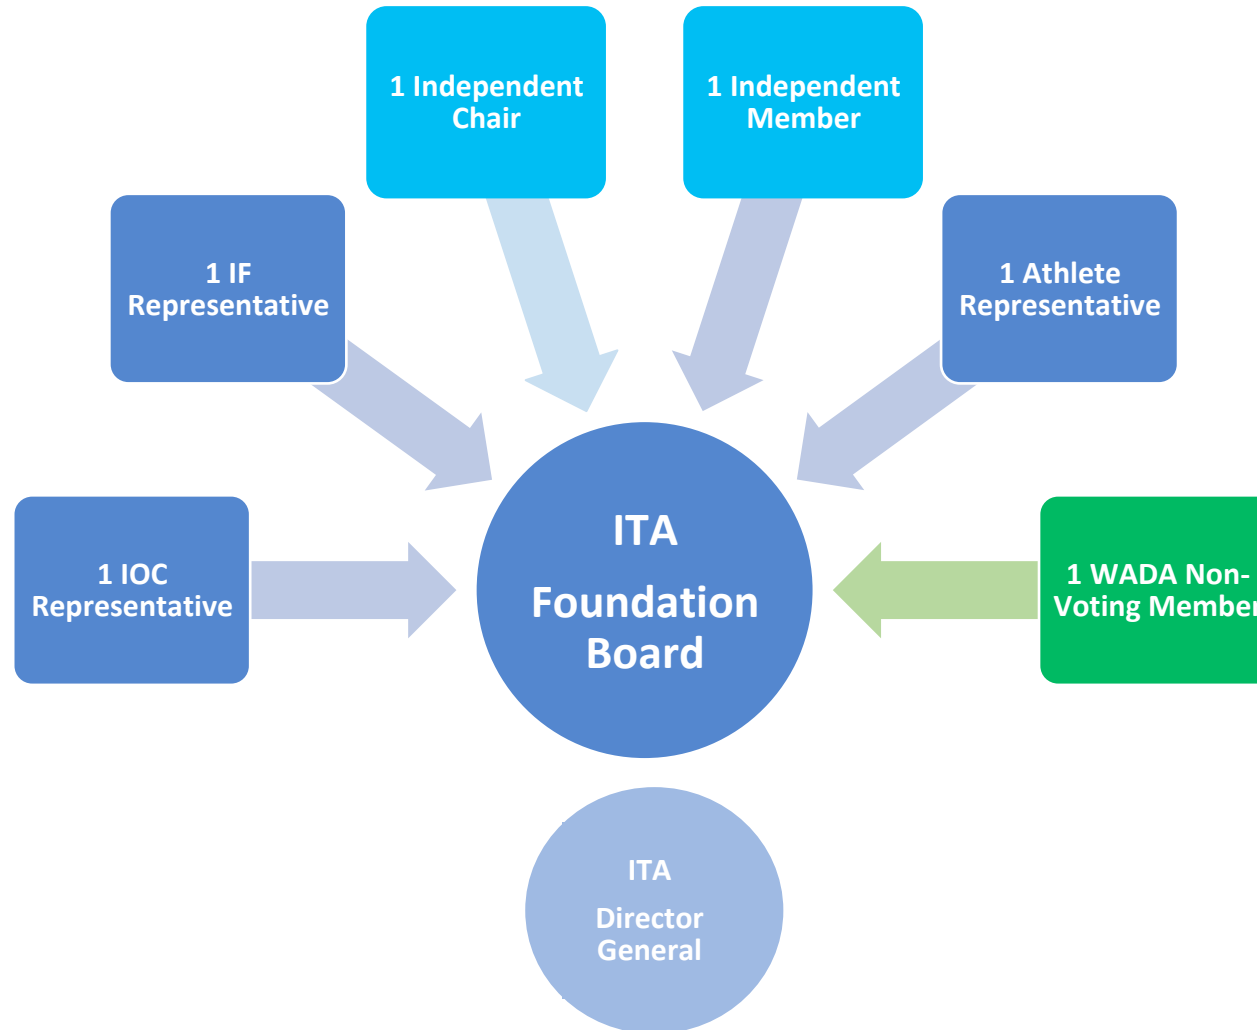 1 Independent
Chair
1 Independent
Member
1 IF
Representative
1 Athlete
Representative
1 IOC
Representative
ITA
Foundation
Board
1 WADA Non-
Voting Member
ITA
Director
General